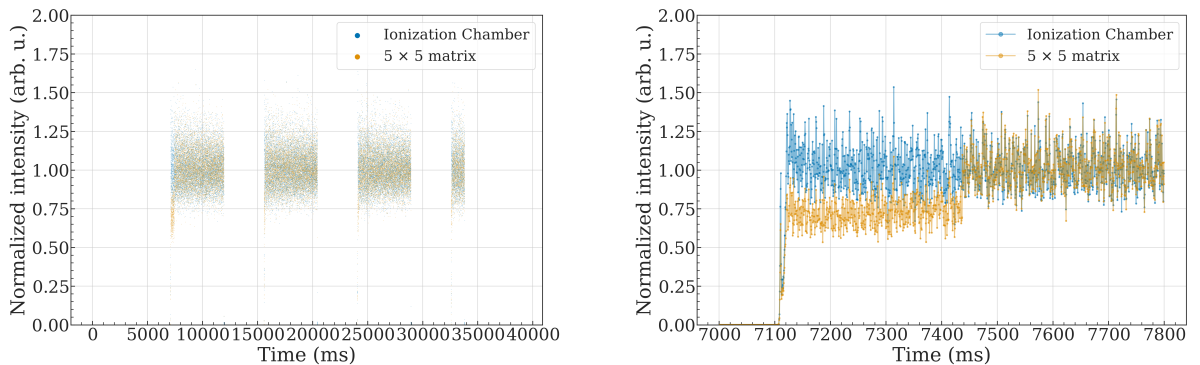 Normalized intensity (arb. u.)
2.00
1.75
1.50
1.25
1.00
0.75
0.50
0.25
0.00
Ionization Chamber
5 × 5 matrix
0 5000 10000 15000 20000 25000 30000 35000 40000
Time (ms)
Normalized intensity (arb. u.)
2.00
1.75
1.50
1.25
1.00
0.75
0.50
0.25
0.00
Ionization Chamber
5 × 5 matrix
7000 7100 7200 7300 7400 7500 7600 7700 7800
Time (ms)